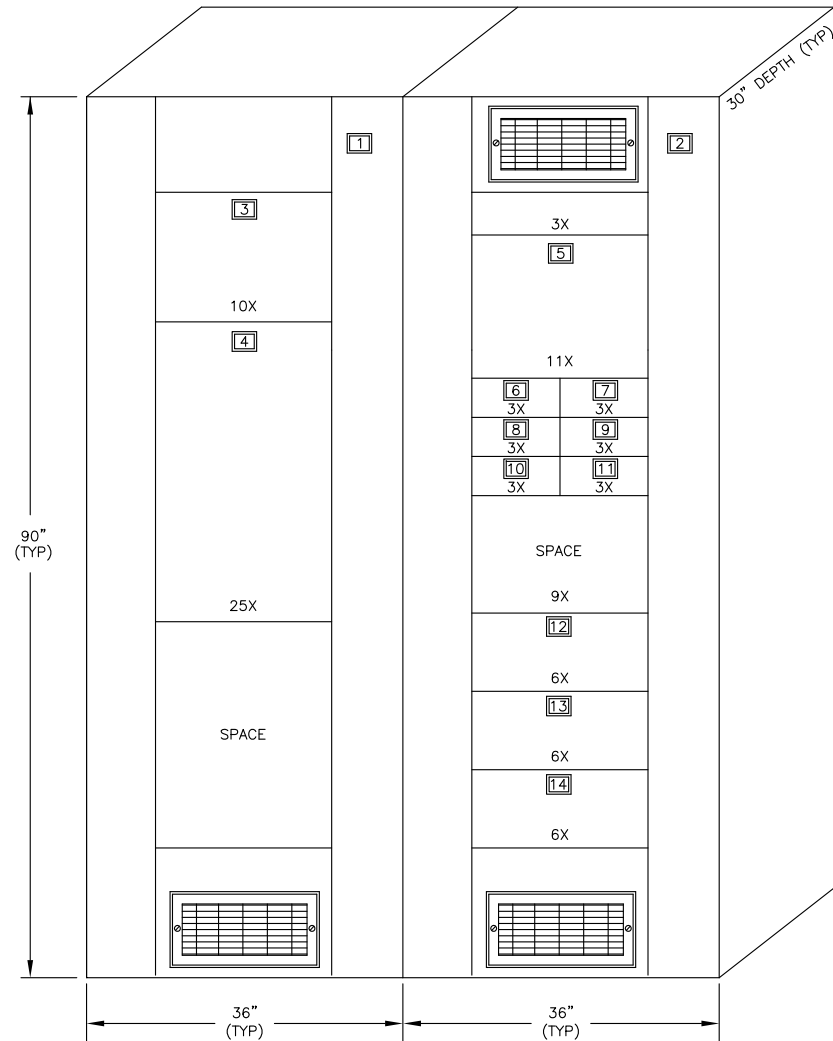 30" DEPTH (TYP)
1
2
3
3X
5
10X
4
11X
6 7
3X 3X
8 9
3X 3X
10 11
3X 3X
90"
(TYP)
SPACE
9X
25X
12
6X
13
SPACE
6X
14
6X
36"
(TYP)
36"
(TYP)